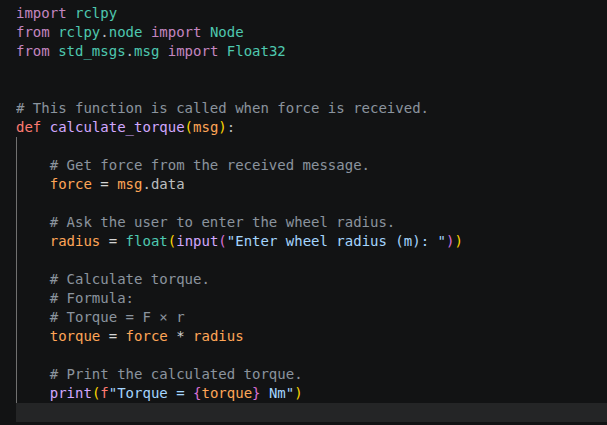 import rclpy
from rclpy.node import Node
from std_msgs.msg import Float32
# This function is called when force is received.
def calculate_torque(msg):
# Get force from the received message.
force = msg.data
# Ask the user to enter the wheel radius.
radius = float(input("Enter wheel radius (m): "))
# Calculate torque.
# Formula:
# Torque = F × r
torque = force * radius
# Print the calculated torque.
print(f"Torque = {torque} Nm")